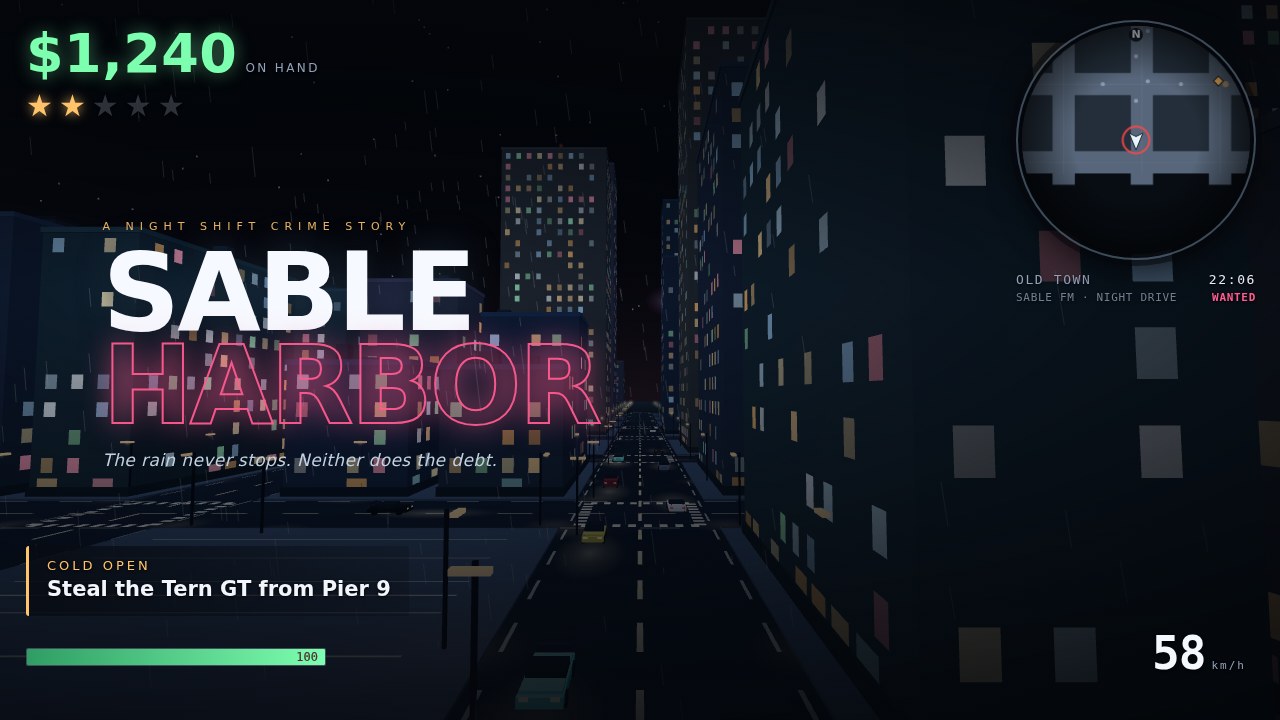 $1,240 ON HAND
N
A NIGHT SHIFT CRIME STORY
SABLE
HARBOR
The rain never stops. Neither does the debt.
OLD TOWN 22:06
SABLE FM · NIGHT DRIVE WANTED
COLD OPEN
Steal the Tern GT from Pier 9
100
58 km/h